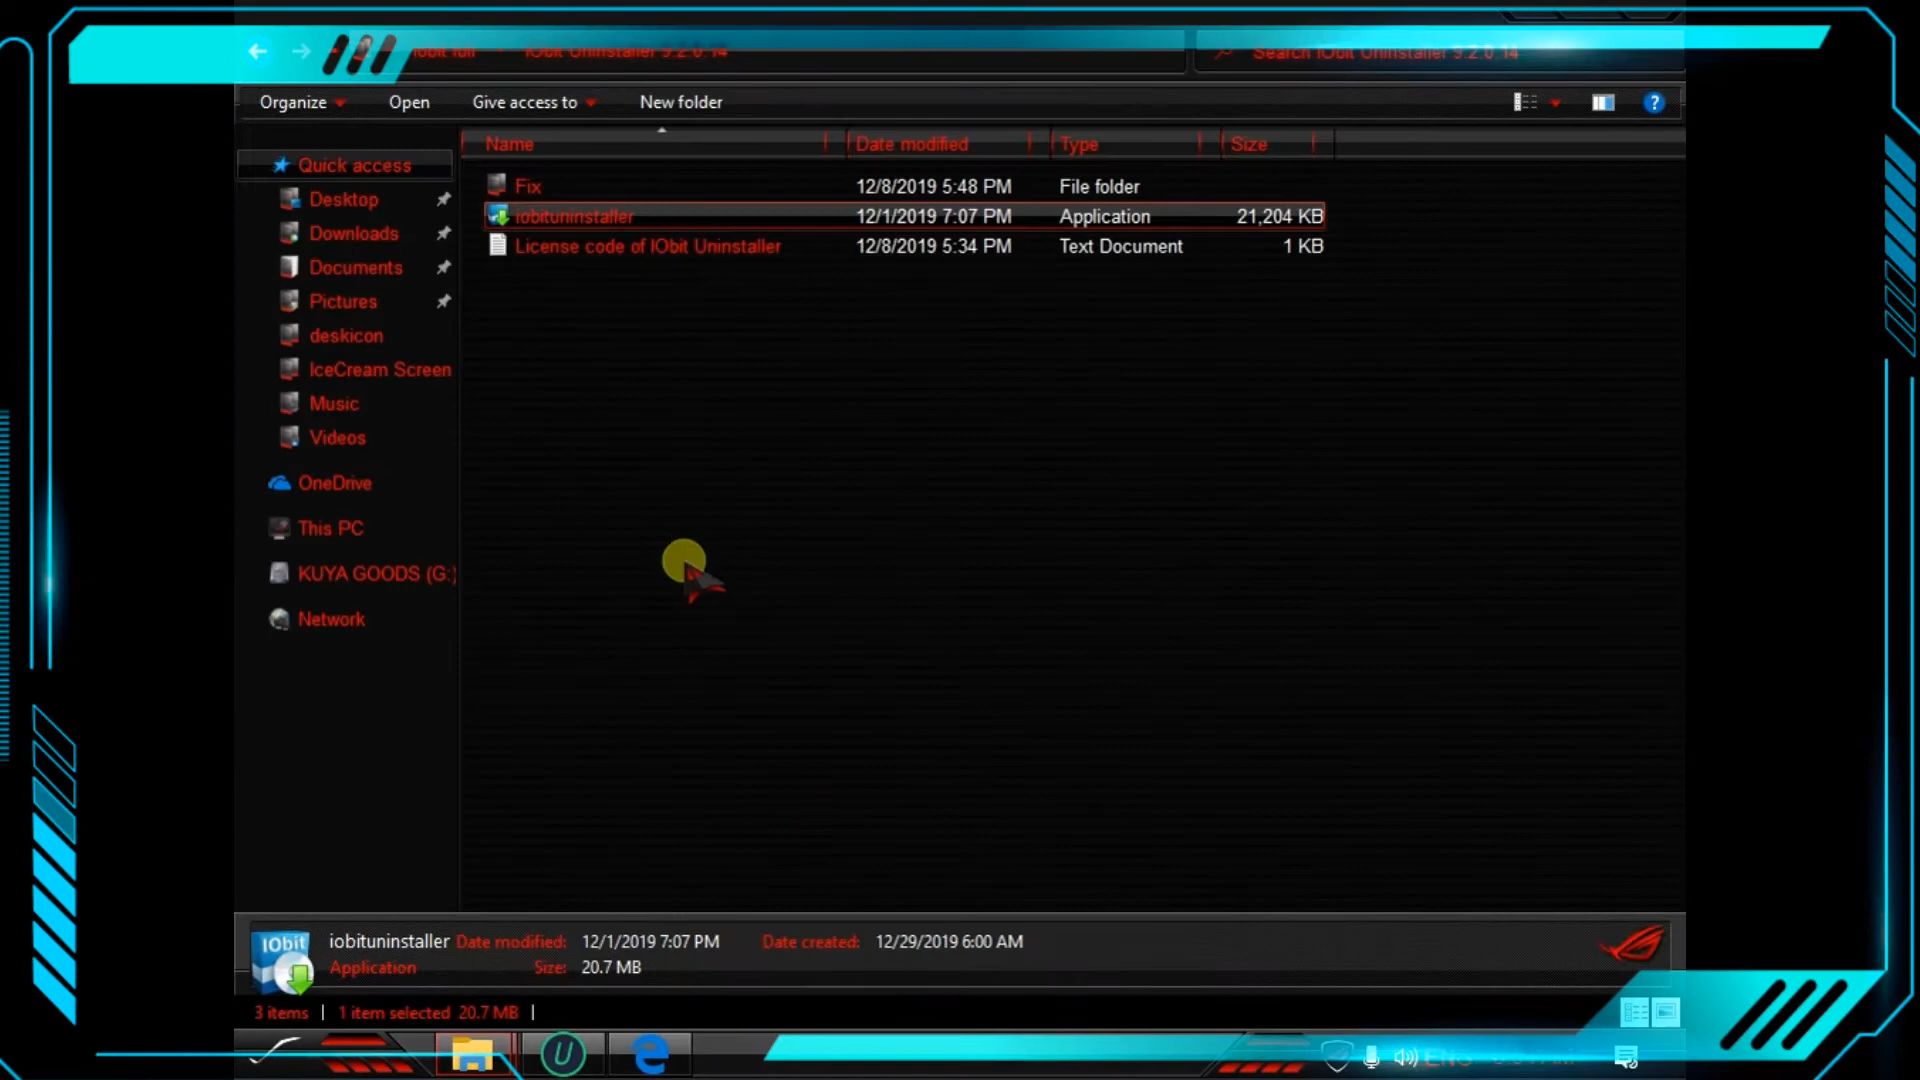 Iobit full IObit Uninstaller 9.2.0.14 Search IObit Uninstaller 9.2.0.14
Organize Open Give access to New folder ?
Name Date modified Type Size
Quick access
Desktop
Downloads
Documents
Pictures
deskicon
IceCream Screen
Music
Videos
OneDrive
This PC
KUYA GOODS (G:)
Network
Fix 12/8/2019 5:48 PM File folder
iobituninstaller 12/1/2019 7:07 PM Application 21,204 KB
License code of IObit Uninstaller 12/8/2019 5:34 PM Text Document 1 KB
IObit
iobituninstaller Date modified: 12/1/2019 7:07 PM Date created: 12/29/2019 6:00 AM
Application Size: 20.7 MB
3 items 1 item selected 20.7 MB
ENG